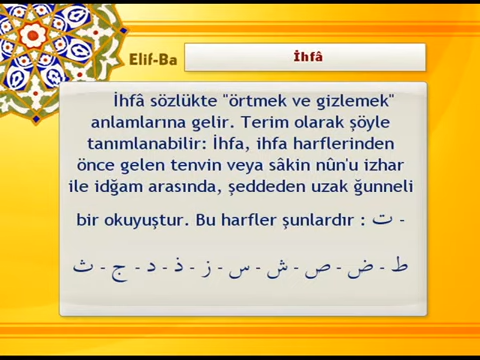 Elif-Ba
İhfâ
İhfâ sözlükte "örtmek ve gizlemek"
anlamlarına gelir. Terim olarak şöyle
tanımlanabilir: İhfa, ihfa harflerinden
önce gelen tenvin veya sâkin nûn'u izhar
ile idğam arasında, şeddeden uzak ğunneli
bir okuyuştur. Bu harfler şunlardır : ت -
ث - ج - د - ذ - ز - س - ش - ص - ض - ط